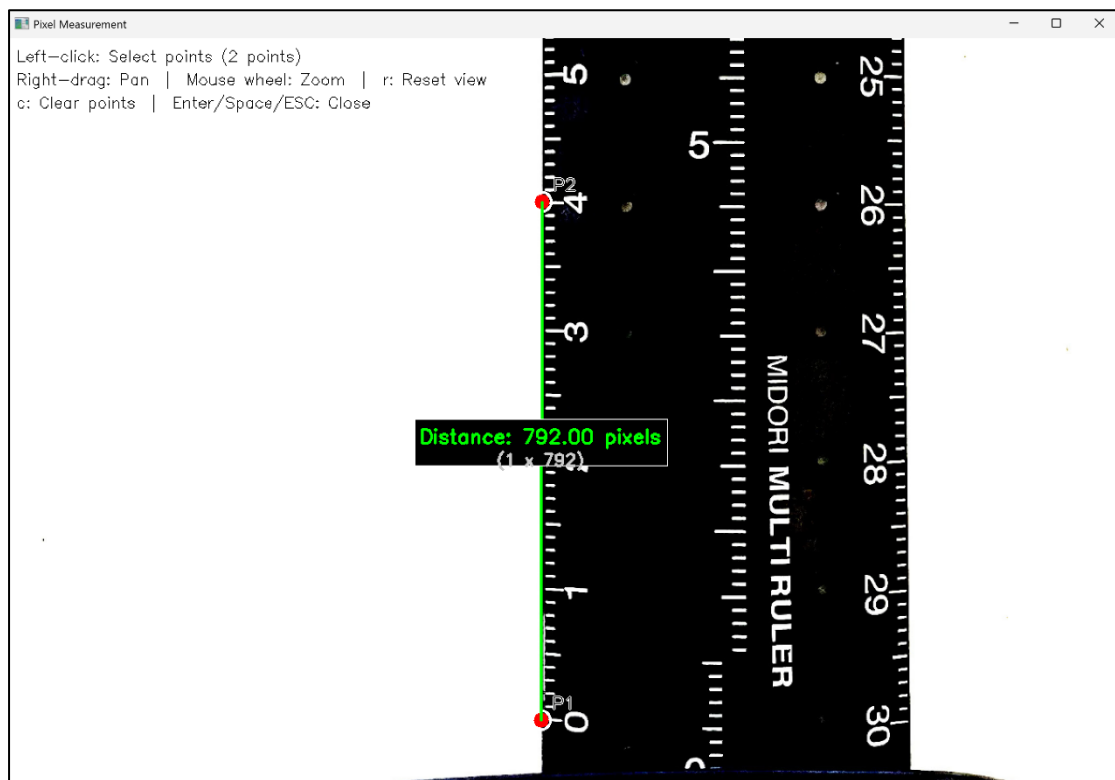 Pixel Measurement
Left-click: Select points (2 points)
Right-drag: Pan | Mouse wheel: Zoom | r: Reset view
c: Clear points | Enter/Space/ESC: Close
5
P2
4
3
Distance: 792.00 pixels
(1 x 792)
1
P1
0
5
MIDORI MULTI RULER
25
26
27
28
29
30